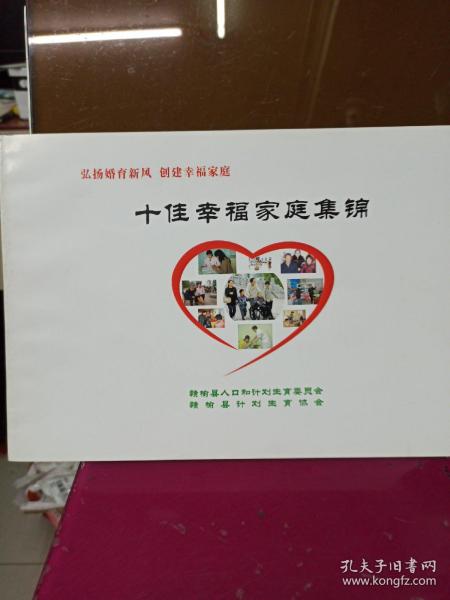 弘扬婚育新风 创建幸福家庭
十佳幸福家庭集锦
赣榆县人口和计划生育委员会
赣榆县计划生育协会
孔夫子旧书网
www.kongfz.com